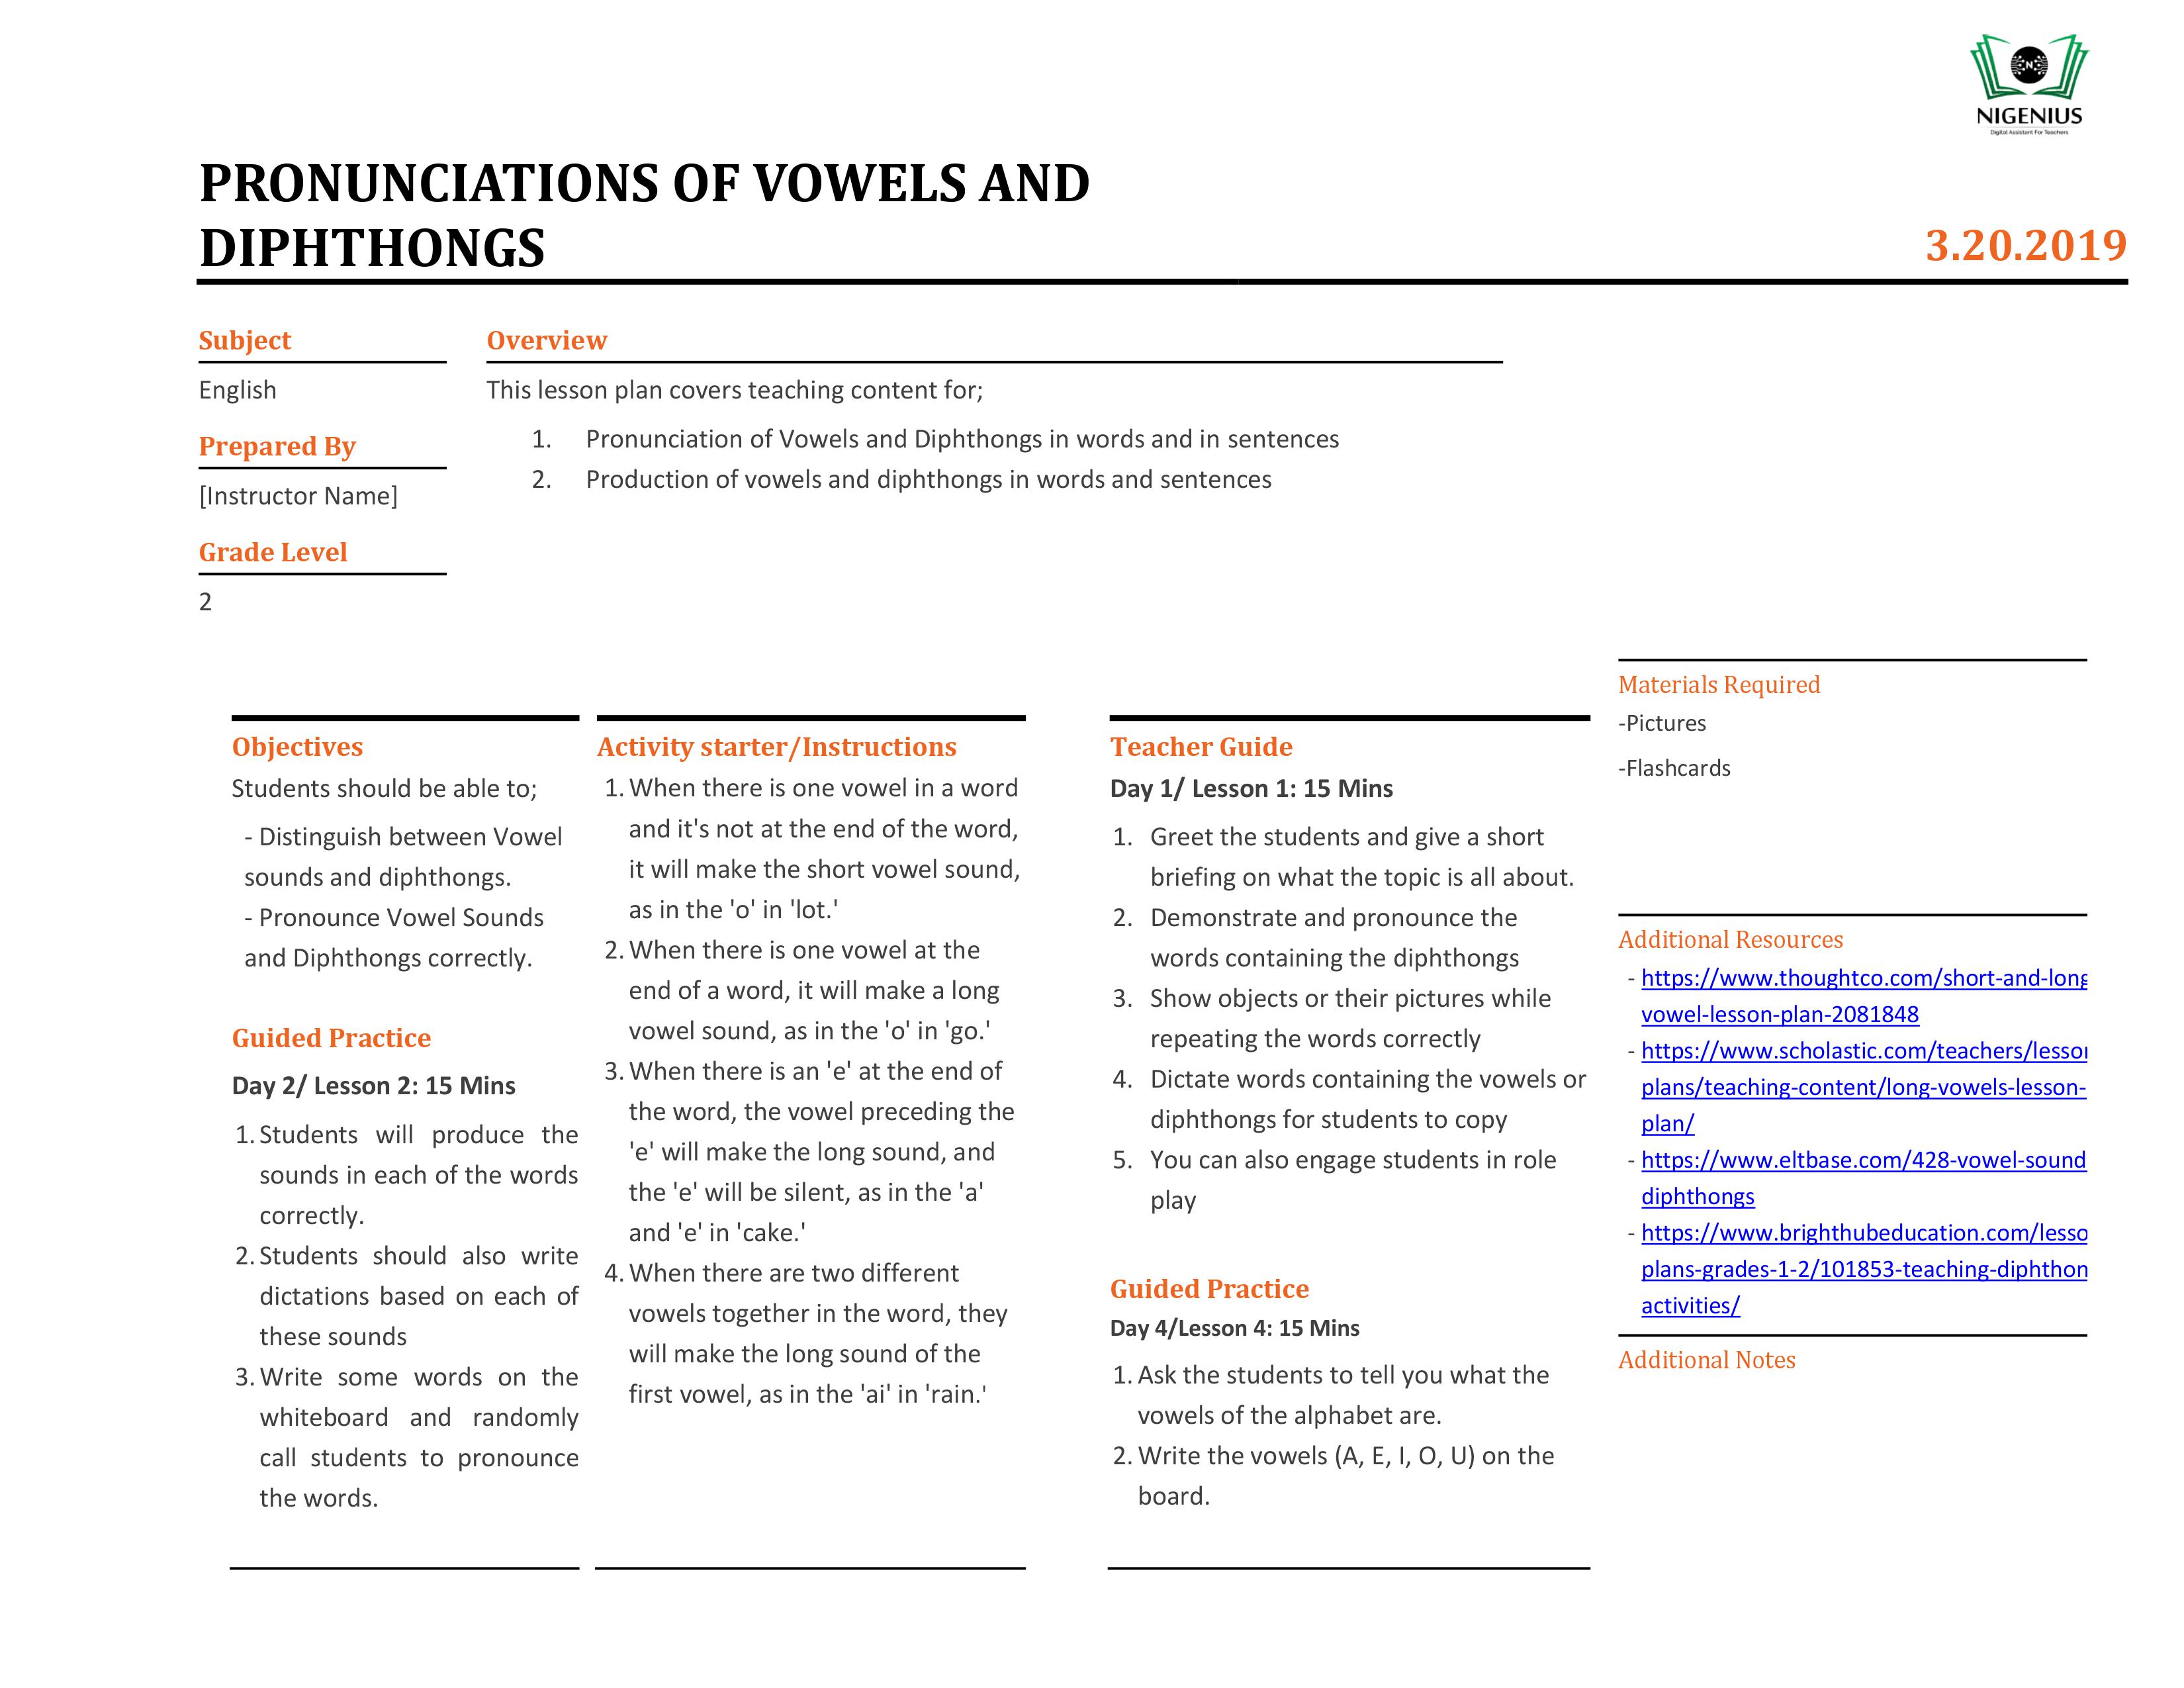 NIGENIUS
Digital Assistant For Teachers
PRONUNCIATIONS OF VOWELS AND
DIPHTHONGS
3.20.2019
Subject
English
Prepared By
[Instructor Name]
Grade Level
2
Overview
This lesson plan covers teaching content for;
1. Pronunciation of Vowels and Diphthongs in words and in sentences
2. Production of vowels and diphthongs in words and sentences
Objectives
Students should be able to;
- Distinguish between Vowel
sounds and diphthongs.
- Pronounce Vowel Sounds
and Diphthongs correctly.
Guided Practice
Day 2/ Lesson 2: 15 Mins
1. Students will produce the
sounds in each of the words
correctly.
2. Students should also write
dictations based on each of
these sounds
3. Write some words on the
whiteboard and randomly
call students to pronounce
the words.
Activity starter/Instructions
1. When there is one vowel in a word
and it's not at the end of the word,
it will make the short vowel sound,
as in the 'o' in 'lot.'
2. When there is one vowel at the
end of a word, it will make a long
vowel sound, as in the 'o' in 'go.'
3. When there is an 'e' at the end of
the word, the vowel preceding the
'e' will make the long sound, and
the 'e' will be silent, as in the 'a'
and 'e' in 'cake.'
4. When there are two different
vowels together in the word, they
will make the long sound of the
first vowel, as in the 'ai' in 'rain.'
Teacher Guide
Day 1/ Lesson 1: 15 Mins
1. Greet the students and give a short
briefing on what the topic is all about.
2. Demonstrate and pronounce the
words containing the diphthongs
3. Show objects or their pictures while
repeating the words correctly
4. Dictate words containing the vowels or
diphthongs for students to copy
5. You can also engage students in role
play
Guided Practice
Day 4/Lesson 4: 15 Mins
1. Ask the students to tell you what the
vowels of the alphabet are.
2. Write the vowels (A, E, I, O, U) on the
board.
Materials Required
-Pictures
-Flashcards
Additional Resources
- https://www.thoughtco.com/short-and-long
vowel-lesson-plan-2081848
- https://www.scholastic.com/teachers/lesson
plans/teaching-content/long-vowels-lesson-
plan/
- https://www.eltbase.com/428-vowel-sound
diphthongs
- https://www.brighthubeducation.com/lesso
plans-grades-1-2/101853-teaching-diphthon
activities/
Additional Notes